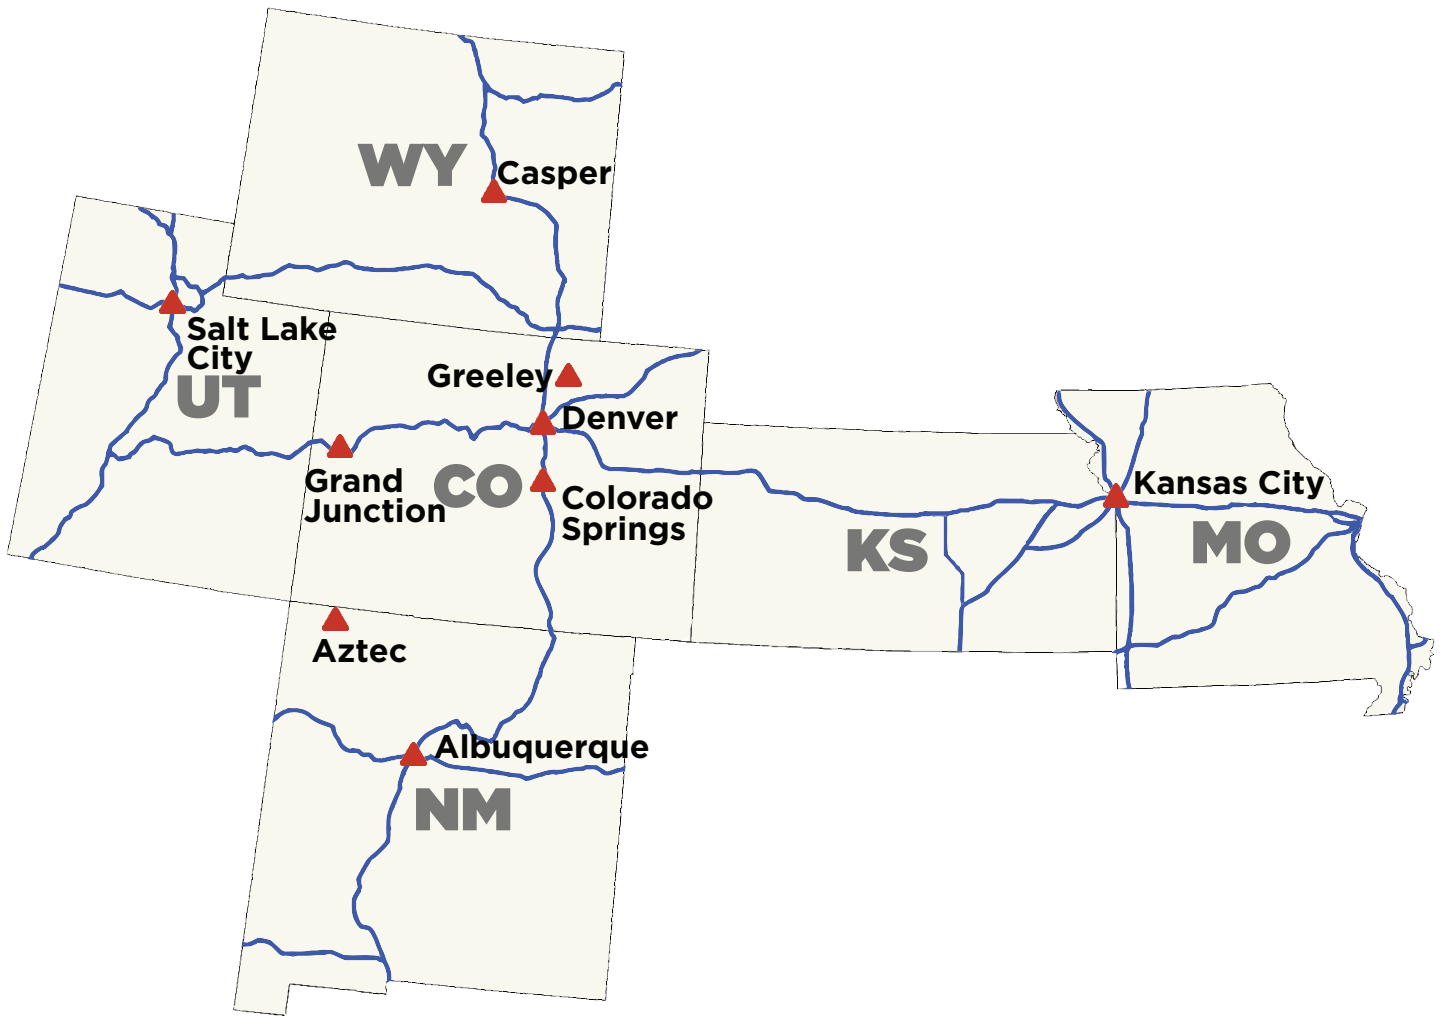 WY
Casper
Salt Lake
City
UT
Greeley
Denver
Grand
Junction
CO
Colorado
Springs
Kansas City
KS
MO
Aztec
Albuquerque
NM